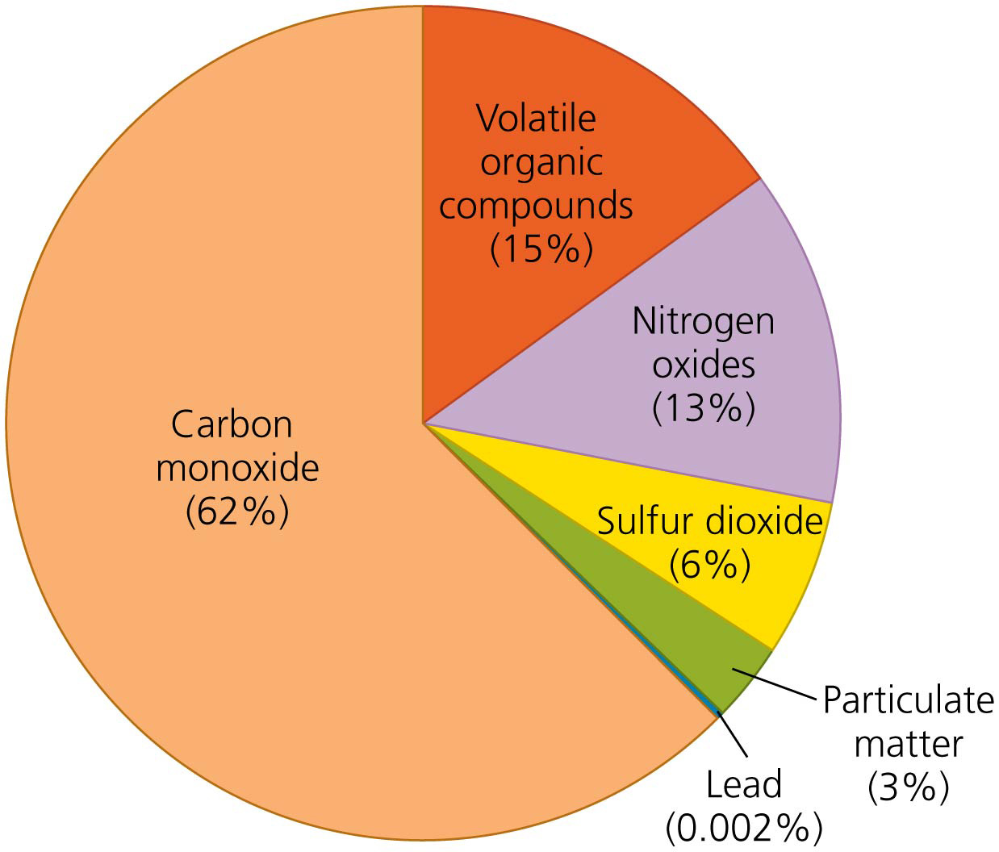 Volatile
organic
compounds
(15%)
Nitrogen
oxides
(13%)
Carbon
monoxide
(62%)
Sulfur dioxide
(6%)
Particulate
matter
(3%)
Lead
(0.002%)